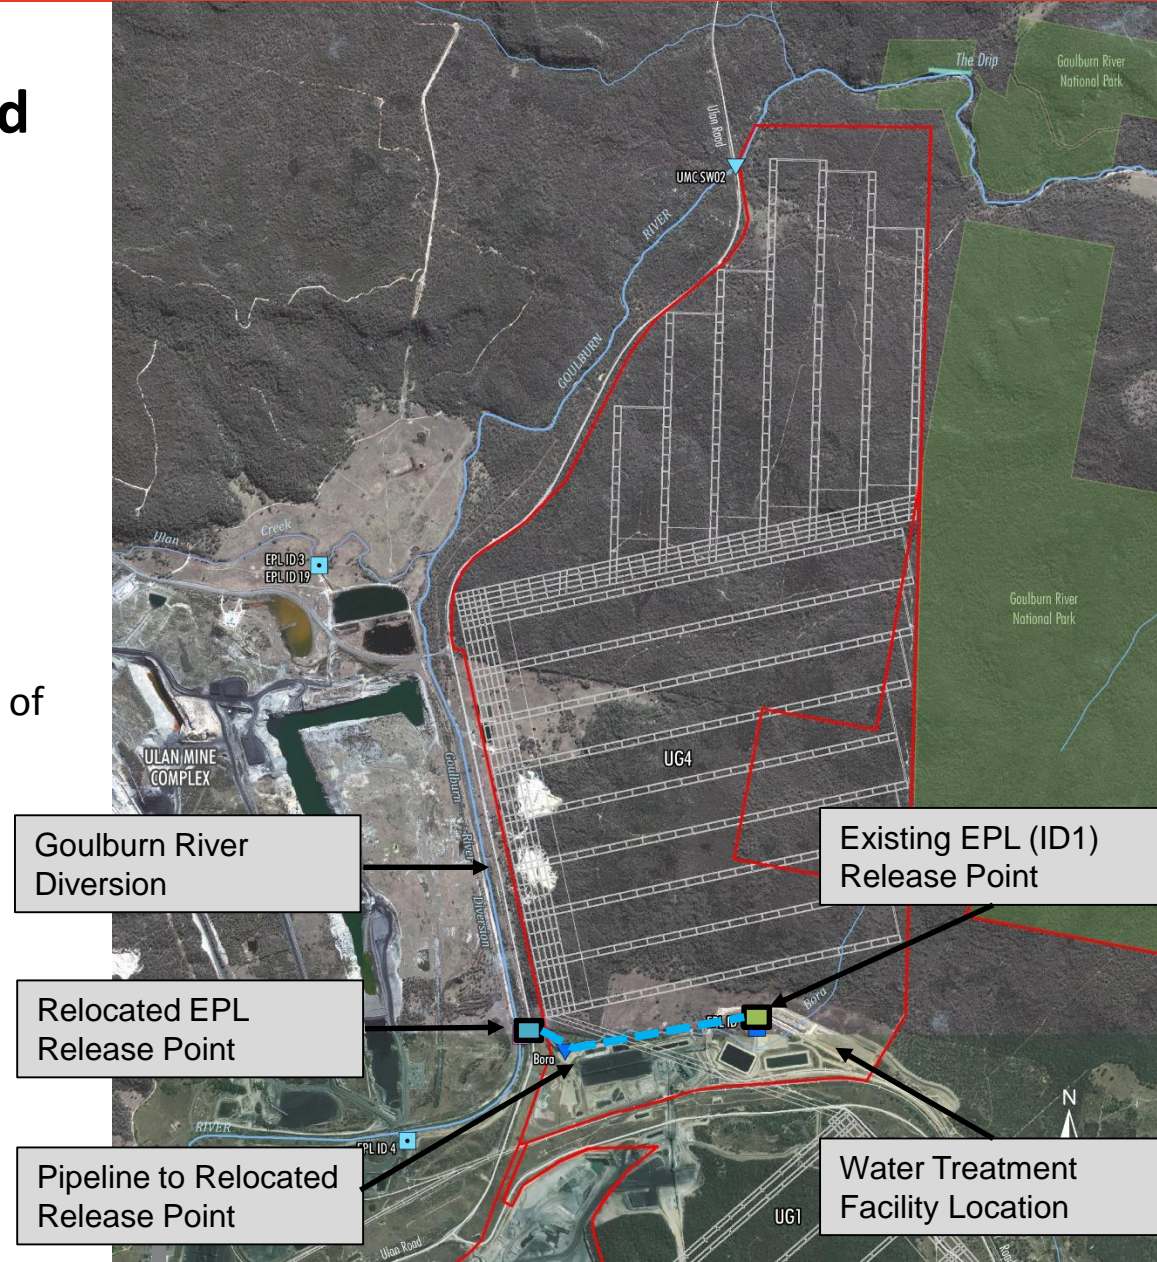 d
The Drip
Goulburn River
National Park
Ulan Road
UMC SW02
RIVER
GOULBURN
Ulan
Creek
EPL ID 3
EPL ID 19
Goulburn River
National Park
of
ULAN MINE
COMPLEX
UG4
Goulburn
River
Diversion
Goulburn River
Diversion
Existing EPL (ID1)
Release Point
Relocated EPL
Release Point
EPL ID
Bora
Bora
RIVER
EPL ID 4
N
Pipeline to Relocated
Release Point
Water Treatment
Facility Location
UG1
Ulan Road
Road